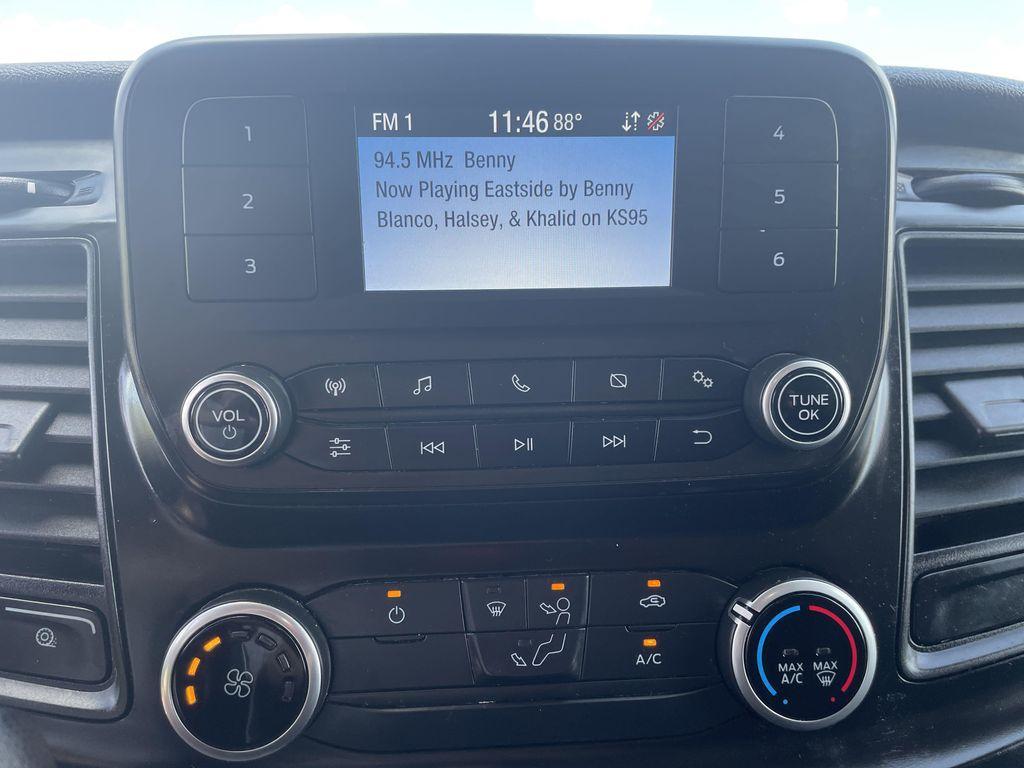 FM 1 11:46 88°
94.5 MHz Benny
Now Playing Eastside by Benny
Blanco, Halsey, & Khalid on KS95
1
2
3
4
5
6
VOL
TUNE
OK
A/C
MAX
A/C
MAX